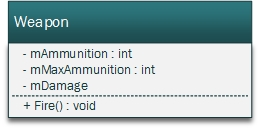 Weapon
- mAmmunition : int
- mMaxAmmunition : int
- mDamage
+ Fire() : void